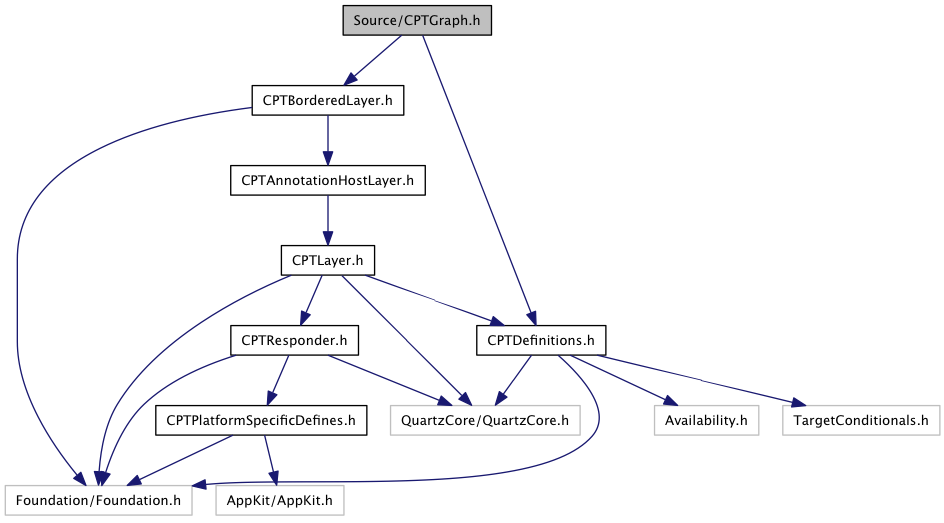 Source/CPTGraph.h
CPTBorderedLayer.h
CPTAnnotationHostLayer.h
CPTLayer.h
CPTResponder.h
CPTDefinitions.h
CPTPlatformSpecificDefines.h
QuartzCore/QuartzCore.h
Availability.h
TargetConditionals.h
Foundation/Foundation.h
AppKit/AppKit.h